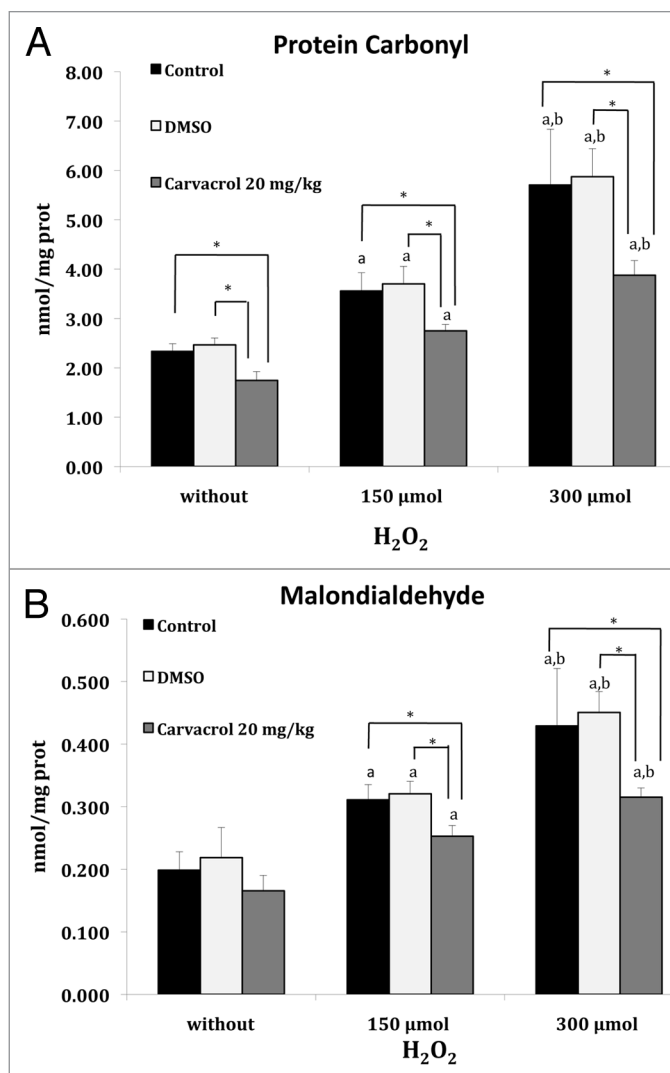 A
Protein Carbonyl
8.00
7.00
6.00
5.00
4.00
3.00
2.00
1.00
0.00
nmol/mg prot
Control
DMSO
Carvacrol 20 mg/kg
*
*
*
*
a
a
a
*
*
a,b
a,b
a,b
without
150 µmol
300 µmol
H₂O₂
B
Malondialdehyde
0.600
0.500
0.400
0.300
0.200
0.100
0.000
nmol/mg prot
Control
DMSO
Carvacrol 20 mg/kg
*
*
a
a
a
*
*
a,b
a,b
a,b
without
150 µmol
300 µmol
H₂O₂